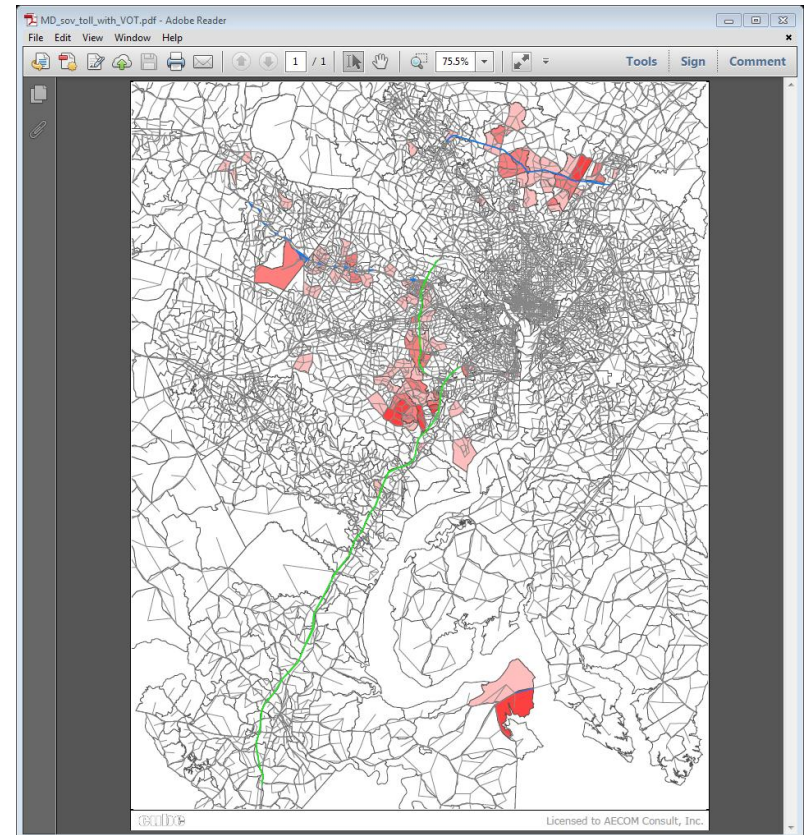 MD_sov_toll_with_VOT.pdf - Adobe Reader
File Edit View Window Help
1 / 1 75.5% Tools Sign Comment
cube Licensed to AECOM Consult, Inc.